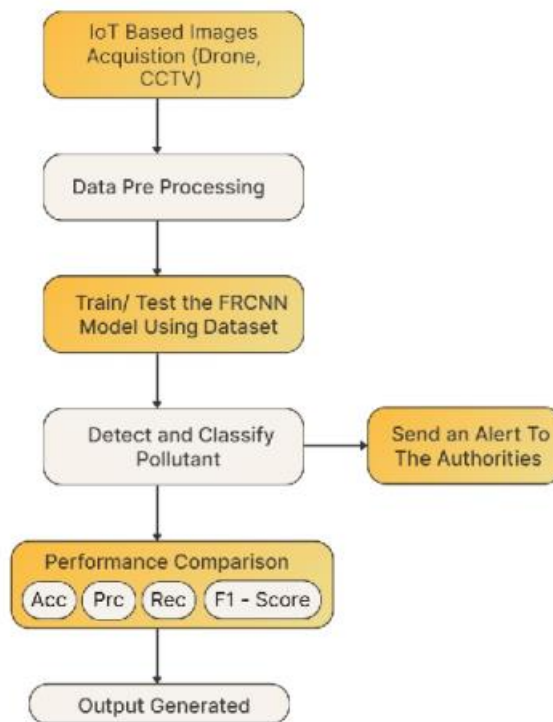 IoT Based Images
Acquistion (Drone,
CCTV)
Data Pre Processing
Train/ Test the FRCNN
Model Using Dataset
Detect and Classify
Pollutant
Send an Alert To
The Authorities
Performance Comparison
Acc Prc Rec F1 - Score
Output Generated